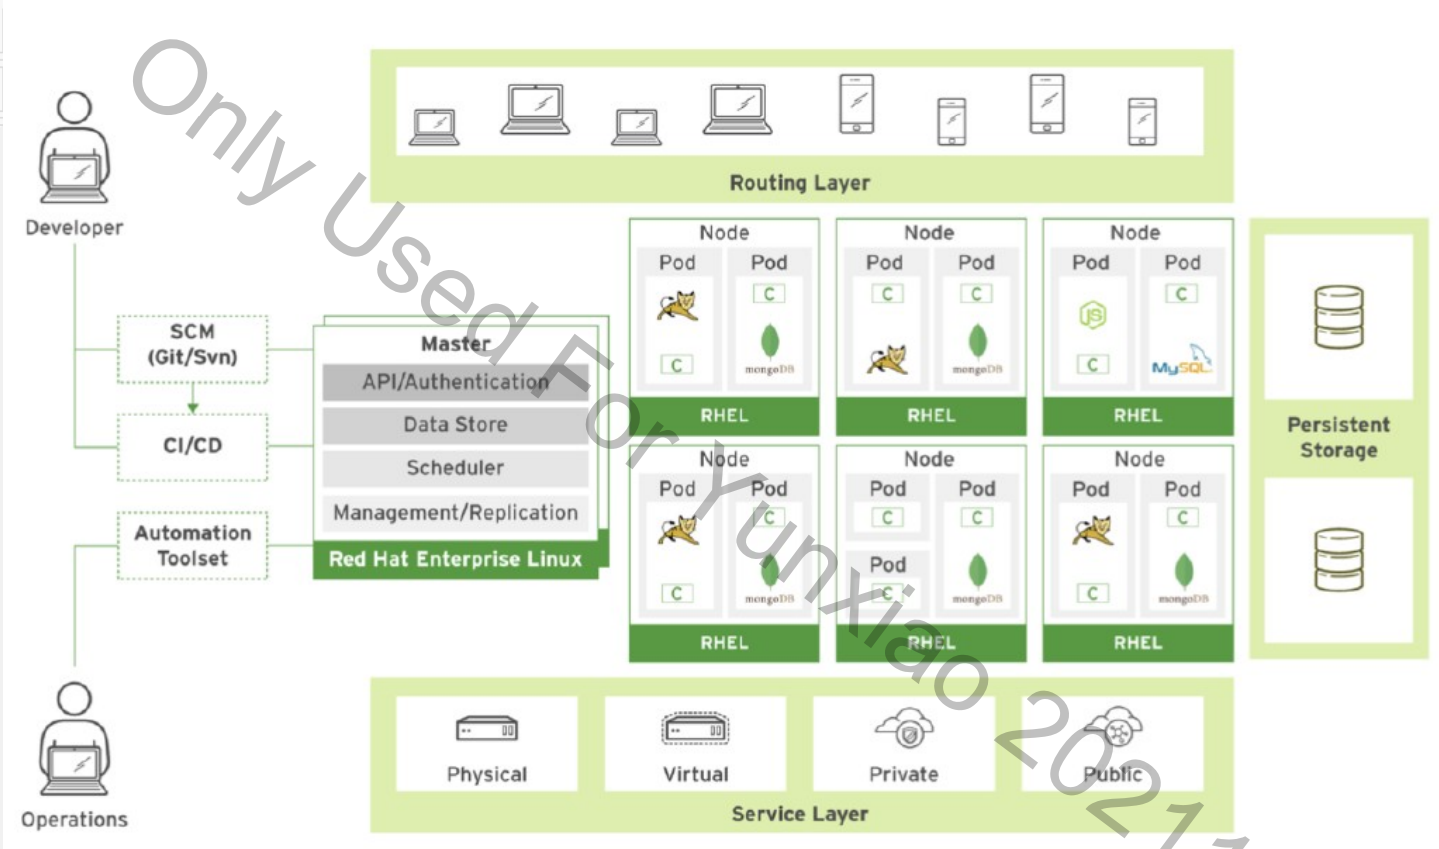 Developer
Routing Layer
SCM
(Git/Svn)
CI/CD
Automation
Toolset
Operations
Master
API/Authentication
Data Store
Scheduler
Management/Replication
Red Hat Enterprise Linux
Node
Pod
C
Pod
C
mongoDB
RHEL
Node
Pod
C
Pod
C
mongoDB
RHEL
Node
Pod
JS
C
Pod
C
MySQL
RHEL
Node
Pod
C
Pod
C
mongoDB
RHEL
Node
Pod
C
Pod
C
Pod
C
mongoDB
RHEL
Node
Pod
C
Pod
C
mongoDB
RHEL
Persistent
Storage
Physical
Virtual
Private
Public
Service Layer
Only Used For Yunxiao 2021